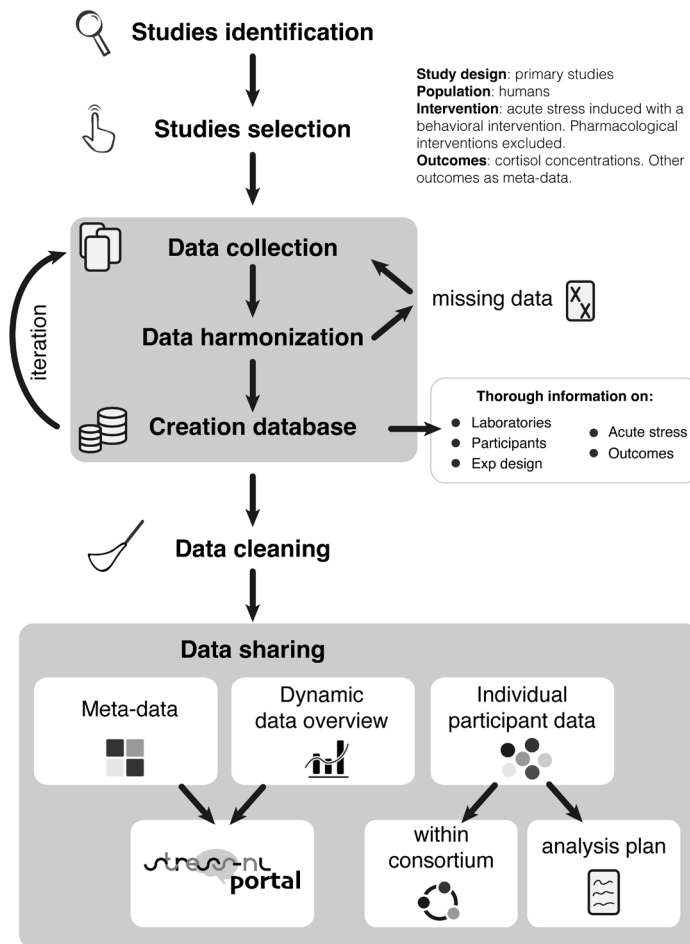 Studies identification
Studies selection
Study design: primary studies
Population: humans
Intervention: acute stress induced with a
behavioral intervention. Pharmacological
interventions excluded.
Outcomes: cortisol concentrations. Other
outcomes as meta-data.
iteration
Data collection
Data harmonization
Creation database
missing data
X
X
Thorough information on:
Laboratories
Participants
Exp design
Acute stress
Outcomes
Data cleaning
Data sharing
Meta-data
Dynamic
data overview
Individual
participant data
stress-nl
portal
within
consortium
analysis plan